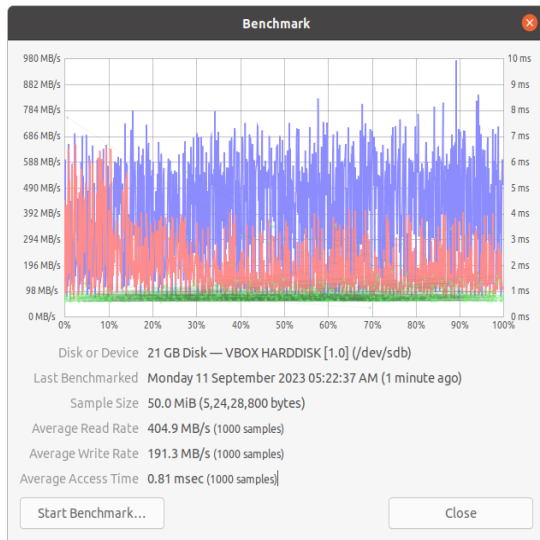 Benchmark
980 MB/s 10 ms
882 MB/s 9 ms
784 MB/s 8 ms
686 MB/s 7 ms
588 MB/s 6 ms
490 MB/s 5 ms
392 MB/s 4 ms
294 MB/s 3 ms
196 MB/s 2 ms
98 MB/s 1 ms
0 MB/s 0 ms
0% 10% 20% 30% 40% 50% 60% 70% 80% 90% 100%
Disk or Device 21 GB Disk — VBOX HARDDISK [1.0] (/dev/sdb)
Last Benchmarked Monday 11 September 2023 05:22:37 AM (1 minute ago)
Sample Size 50.0 MiB (5,24,28,800 bytes)
Average Read Rate 404.9 MB/s (1000 samples)
Average Write Rate 191.3 MB/s (1000 samples)
Average Access Time 0.81 msec (1000 samples)
Start Benchmark... Close